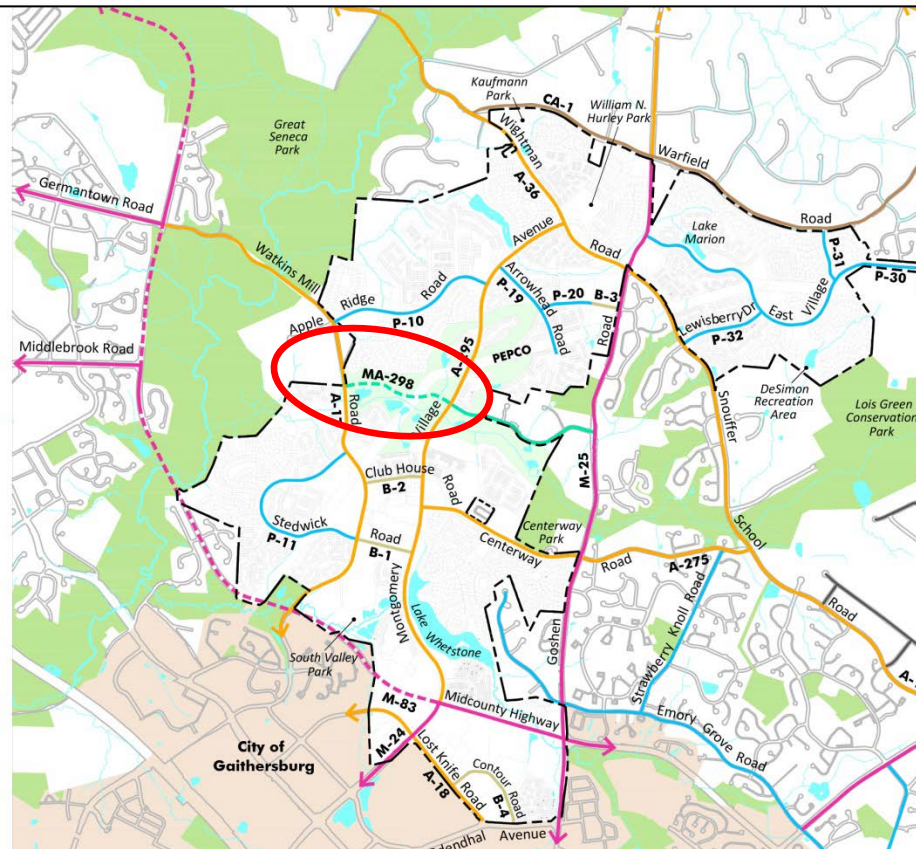 Kaufmann
Park
CA-1
William N.
Hurley Park
Great
Seneca
Park
Wightman
Warfield
A-36
Germantown Road
Lake
Marion
Road
Avenue
Road
P-31
P-30
Watkins Mill
Arrowhead
P-20
B-3
Village
Ridge
Road
P-19
East
Apple
P-10
Road
Lewisberry Dr
P-32
Road
PEPCO
Middlebrook Road
MA-298
DeSimon
Recreation
Area
Snouffer
Lois Green
Conservation
Park
A-17
Road
Village
M-25
Club House
B-2
Road
School
Stedwick
Centerway
Park
P-11
Road
B-1
Centerway
Road
A-275
Road
Montgomery
Lake Whetstone
Goshen
Strawberry Knoll Road
South Valley
Park
Midcounty Highway
Emory Grove Road
M-83
M-24
City of
Gaithersburg
Lost Knife Road
A-18
Contour
Road
B-4
Avenue